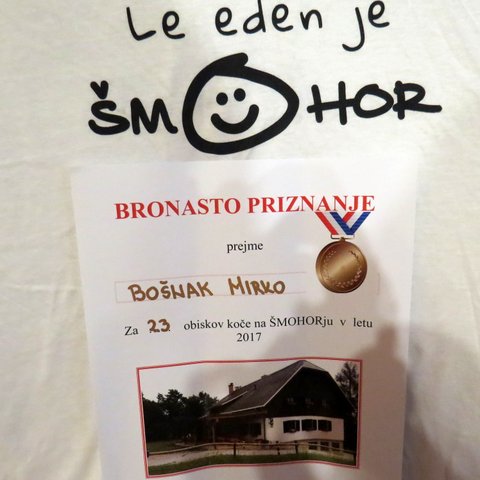 Le eden je
ŠMOHOR
BRONASTO PRIZNANJE
prejme
BOŠNAK MIRKO
Za 23 obiskov koče na ŠMOHORju v letu
2017